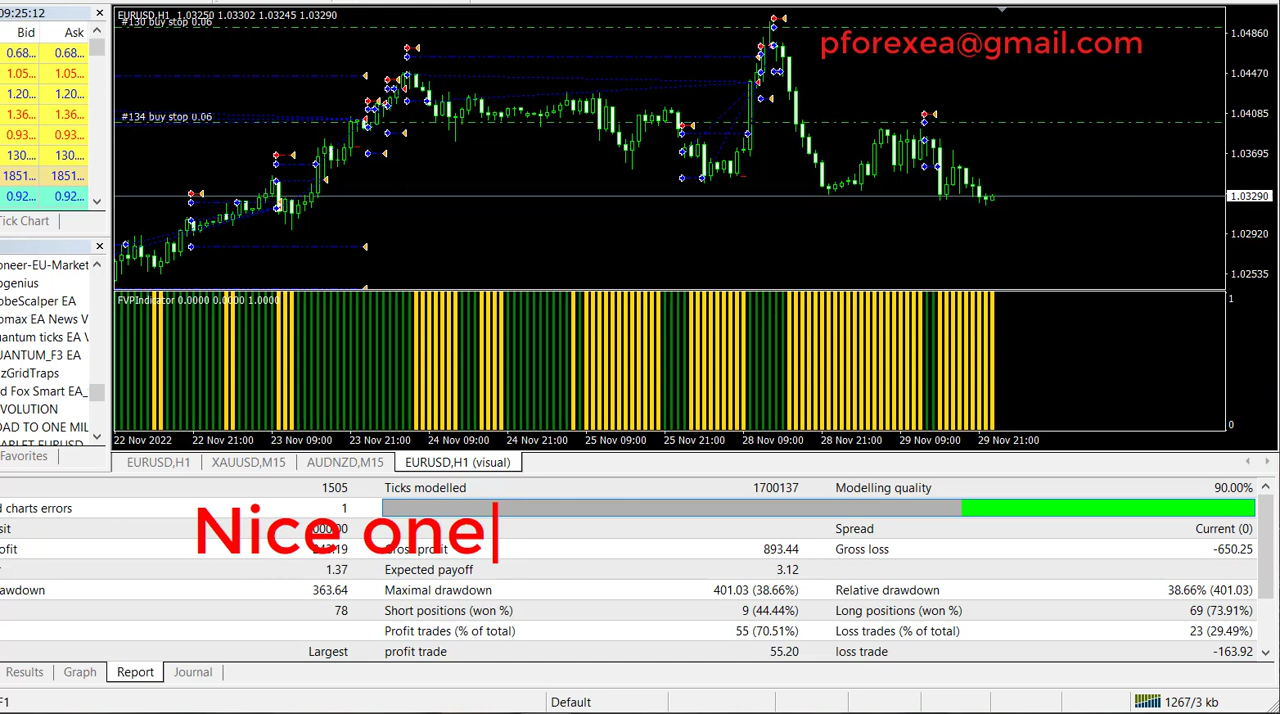 09:25:12
EURUSD,H1 1.03250 1.03302 1.03245 1.03290
#130 buy stop 0.06
pforexea@gmail.com
Bid Ask
0.68... 0.68...
1.05... 1.05...
1.20... 1.20...
1.36... 1.36...
0.93... 0.93...
130.... 130....
1851... 1851...
0.92... 0.92...
Tick Chart
#134 buy stop 0.06
1.04860
1.04470
1.04085
1.03695
1.03290
1.02920
1.02535
oneer-EU-Market
ogenius
obeScalper EA
omax EA News V
uantum ticks EA V
UANTUM_F3 EA
zGridTraps
d Fox Smart EA_
VOLUTION
OAD TO ONE MIL
Favorites
FVPIndicator 0.0000 0.0000 1.0000
1
0
22 Nov 2022 22 Nov 21:00 23 Nov 09:00 23 Nov 21:00 24 Nov 09:00 24 Nov 21:00 25 Nov 09:00 25 Nov 21:00 28 Nov 09:00 28 Nov 21:00 29 Nov 09:00 29 Nov 21:00
EURUSD,H1 XAUUSD,M15 AUDNZD,M15 EURUSD,H1 (visual)
1505 Ticks modelled 1700137 Modelling quality 90.00%
d charts errors 1
Nice one
sit Spread Current (0)
ofit Gross profit 893.44 Gross loss -650.25
1.37 Expected payoff 3.12
awdown 363.64 Maximal drawdown 401.03 (38.66%) Relative drawdown 38.66% (401.03)
78 Short positions (won %) 9 (44.44%) Long positions (won %) 69 (73.91%)
Profit trades (% of total) 55 (70.51%) Loss trades (% of total) 23 (29.49%)
Largest profit trade 55.20 loss trade -163.92
Results Graph Report Journal
F1 Default 1267/3 kb